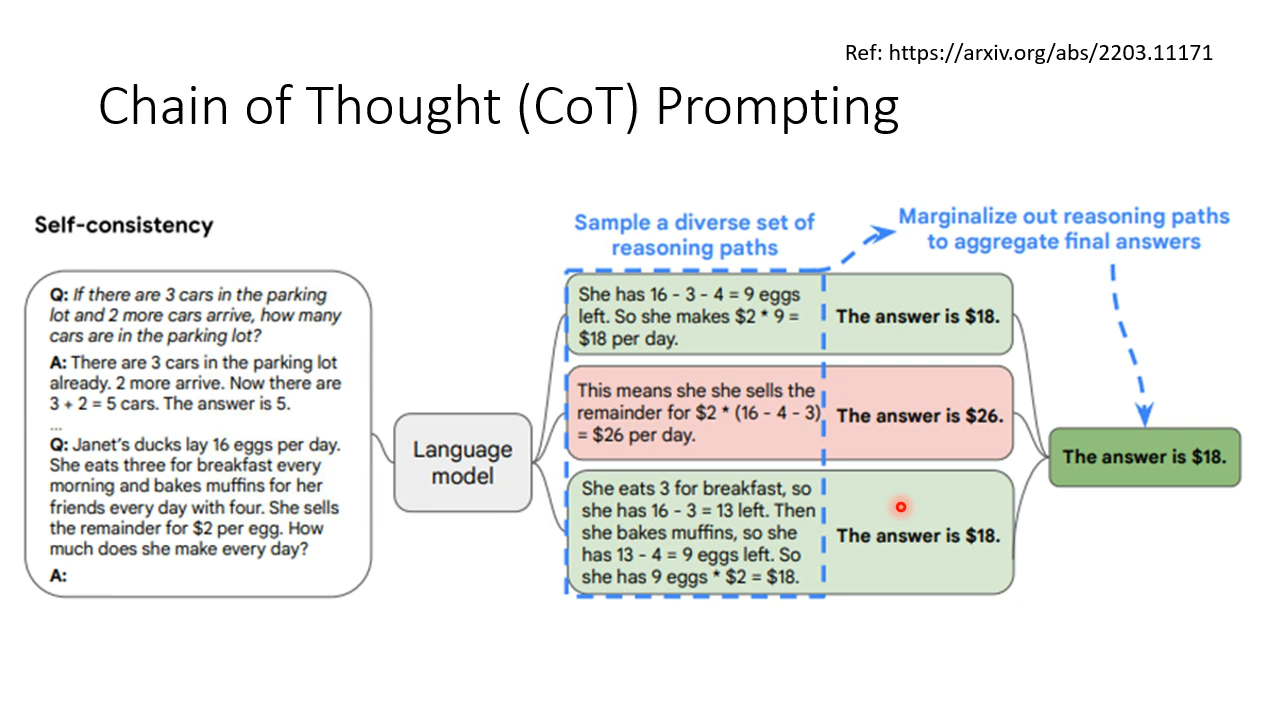 Ref: https://arxiv.org/abs/2203.11171
Chain of Thought (CoT) Prompting
Self-consistency
Q: If there are 3 cars in the parking
lot and 2 more cars arrive, how many
cars are in the parking lot?
A: There are 3 cars in the parking lot
already. 2 more arrive. Now there are
3 + 2 = 5 cars. The answer is 5.
...
Q: Janet's ducks lay 16 eggs per day.
She eats three for breakfast every
morning and bakes muffins for her
friends every day with four. She sells
the remainder for $2 per egg. How
much does she make every day?
A:
Language
model
Sample a diverse set of
reasoning paths
She has 16 - 3 - 4 = 9 eggs
left. So she makes $2 * 9 =
$18 per day.
The answer is $18.
This means she she sells the
remainder for $2 * (16 - 4 - 3)
= $26 per day.
The answer is $26.
She eats 3 for breakfast, so
she has 16 - 3 = 13 left. Then
she bakes muffins, so she
has 13 - 4 = 9 eggs left. So
she has 9 eggs * $2 = $18.
The answer is $18.
Marginalize out reasoning paths
to aggregate final answers
The answer is $18.